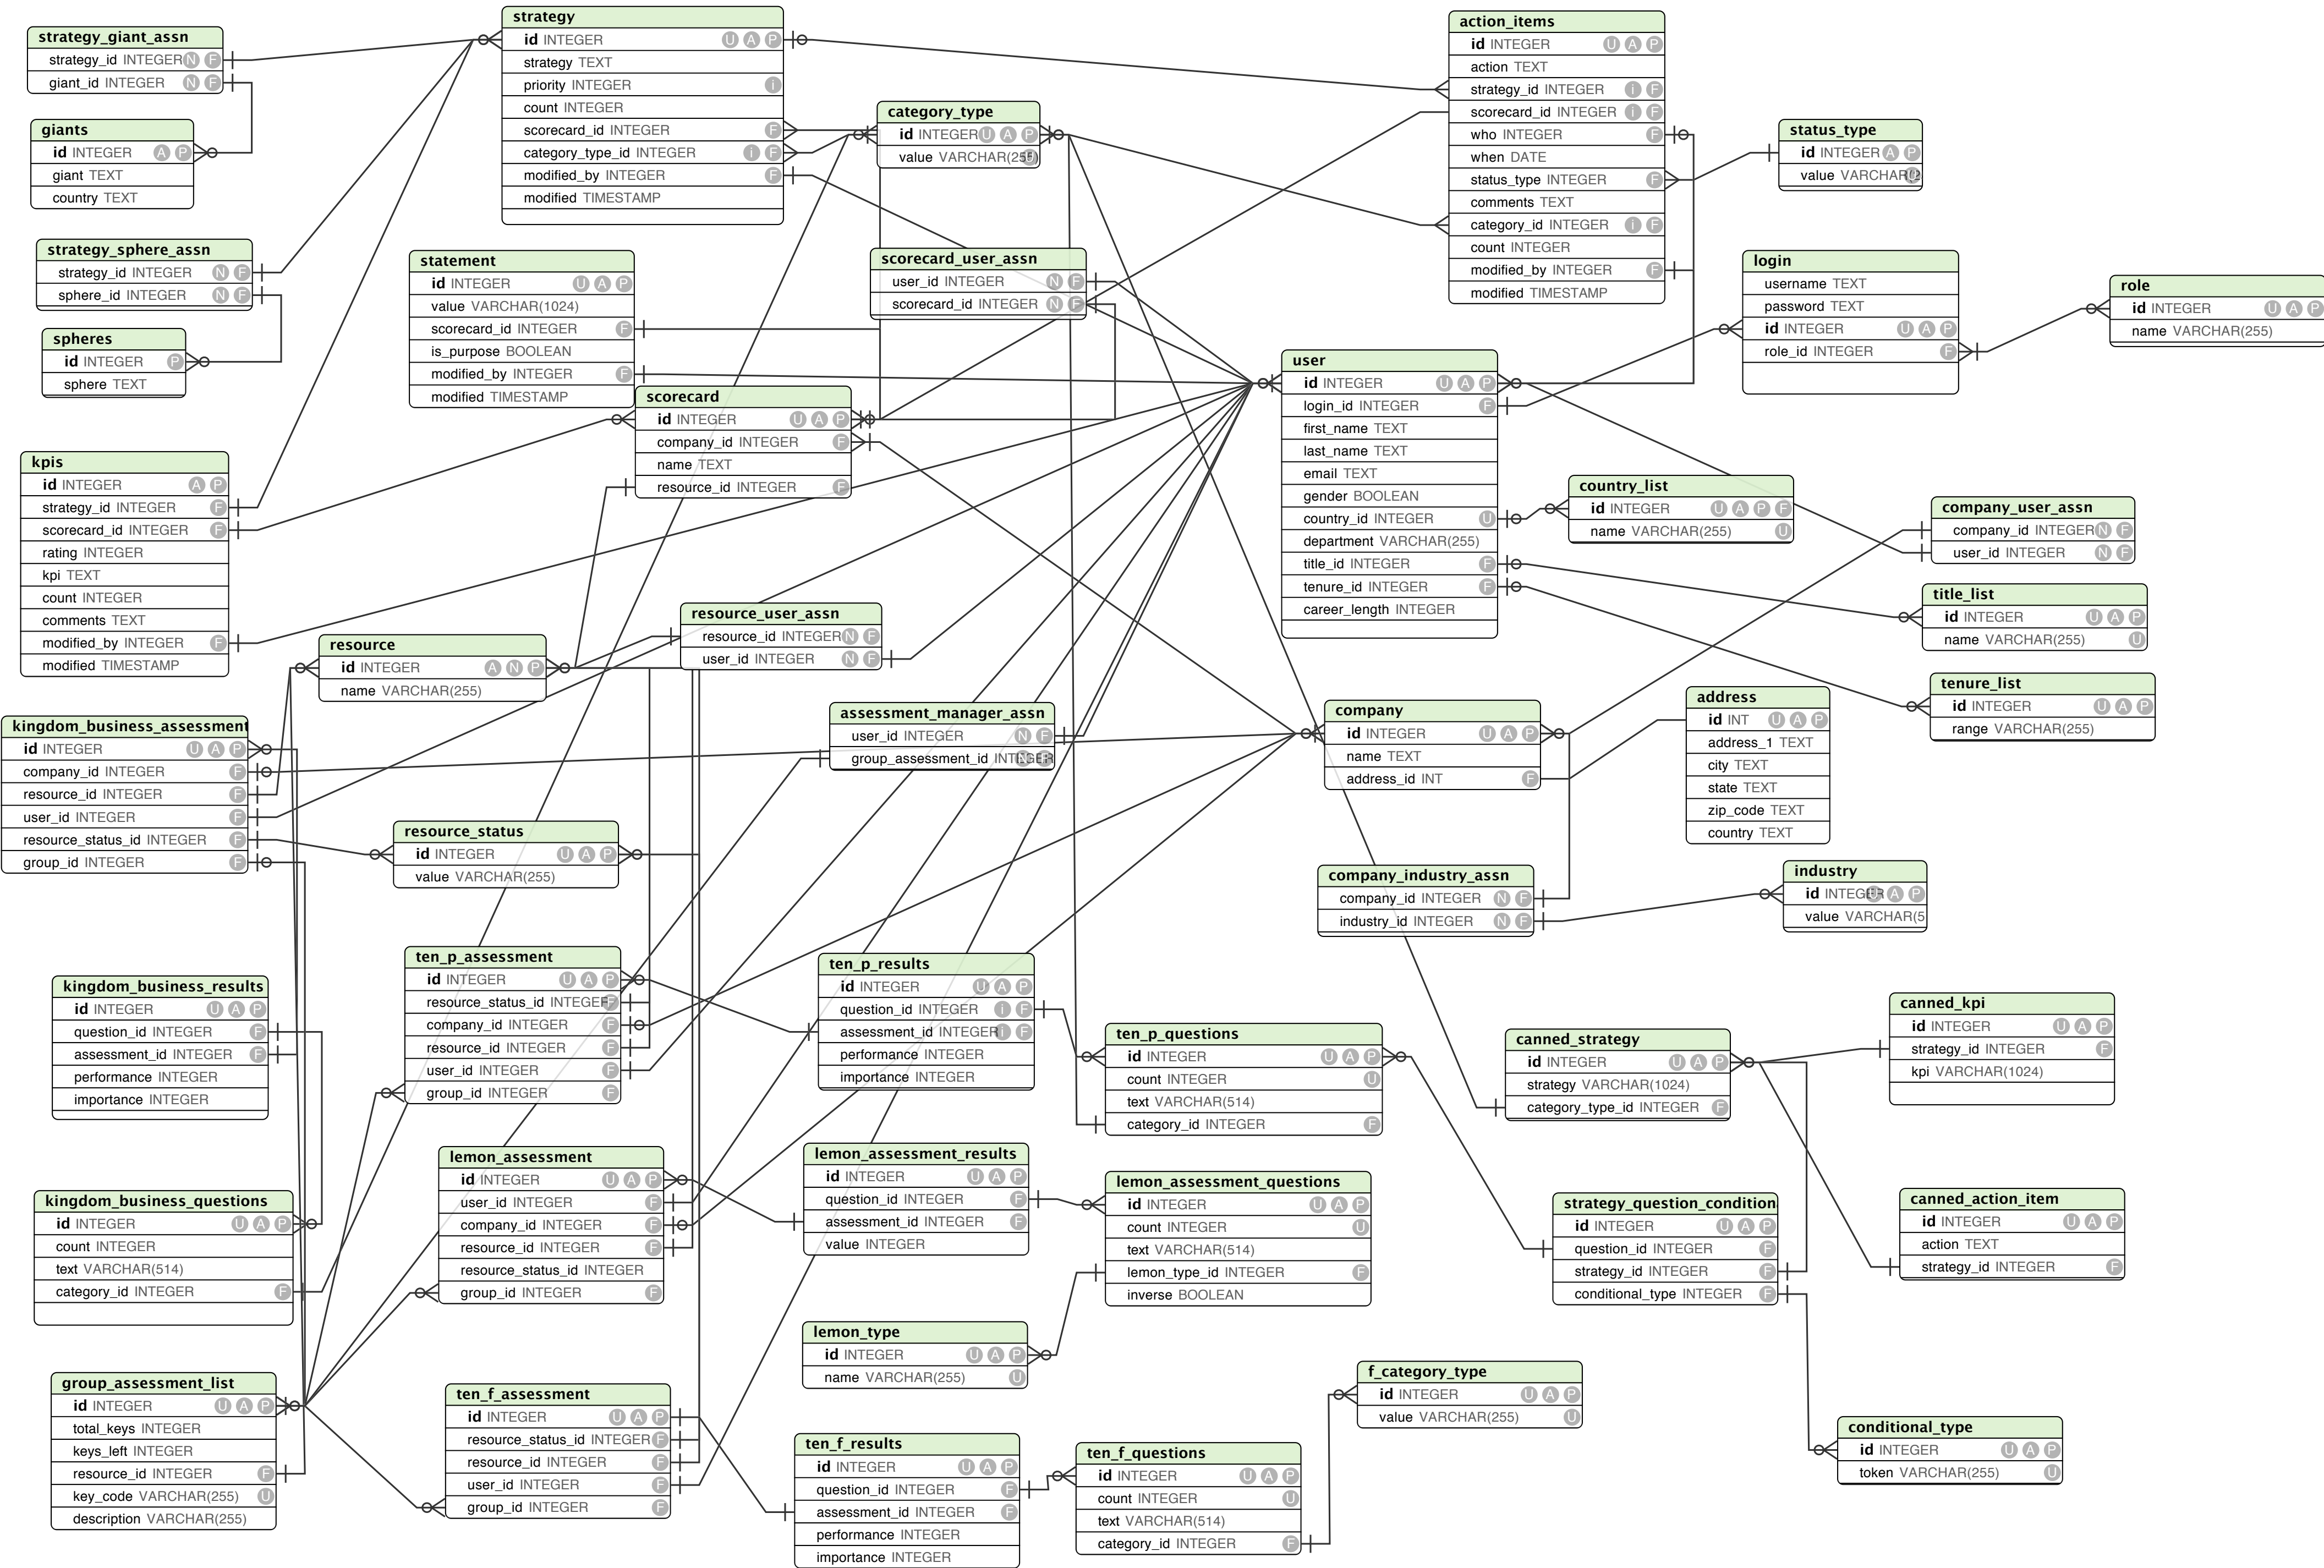 strategy_giant_assn
strategy_id INTEGER N F
giant_id INTEGER N F
giants
id INTEGER A P
giant TEXT
country TEXT
strategy_sphere_assn
strategy_id INTEGER N F
sphere_id INTEGER N F
spheres
id INTEGER P
sphere TEXT
kpis
id INTEGER A P
strategy_id INTEGER F
scorecard_id INTEGER F
rating INTEGER
kpi TEXT
count INTEGER
comments TEXT
modified_by INTEGER F
modified TIMESTAMP
strategy
id INTEGER U A P
strategy TEXT
priority INTEGER i
count INTEGER
scorecard_id INTEGER F
category_type_id INTEGER i F
modified_by INTEGER F
modified TIMESTAMP
statement
id INTEGER U A P
value VARCHAR(1024)
scorecard_id INTEGER F
is_purpose BOOLEAN
modified_by INTEGER F
modified TIMESTAMP
scorecard
id INTEGER U A P
company_id INTEGER F
name TEXT
resource_id INTEGER F
category_type
id INTEGER U A P
value VARCHAR(255)
scorecard_user_assn
user_id INTEGER N F
scorecard_id INTEGER N F
action_items
id INTEGER U A P
action TEXT
strategy_id INTEGER i F
scorecard_id INTEGER i F
who INTEGER F
when DATE
status_type INTEGER F
comments TEXT
category_id INTEGER i F
count INTEGER
modified_by INTEGER F
modified TIMESTAMP
status_type
id INTEGER A P
value VARCHAR(2
login
username TEXT
password TEXT
id INTEGER U A P
role_id INTEGER F
role
id INTEGER U A P
name VARCHAR(255)
user
id INTEGER U A P
login_id INTEGER F
first_name TEXT
last_name TEXT
email TEXT
gender BOOLEAN
country_id INTEGER U
department VARCHAR(255)
title_id INTEGER F
tenure_id INTEGER F
career_length INTEGER
country_list
id INTEGER U A P F
name VARCHAR(255) U
company_user_assn
company_id INTEGER N F
user_id INTEGER N F
title_list
id INTEGER U A P
name VARCHAR(255) U
tenure_list
id INTEGER U A P
range VARCHAR(255)
resource
id INTEGER A N P
name VARCHAR(255)
resource_user_assn
resource_id INTEGER N F
user_id INTEGER N F
kingdom_business_assessment
id INTEGER U A P
company_id INTEGER F
resource_id INTEGER F
user_id INTEGER F
resource_status_id INTEGER F
group_id INTEGER F
assessment_manager_assn
user_id INTEGER N F
group_assessment_id INTEGER
company
id INTEGER U A P
name TEXT
address_id INT F
address
id INT U A P
address_1 TEXT
city TEXT
state TEXT
zip_code TEXT
country TEXT
resource_status
id INTEGER U A P
value VARCHAR(255)
company_industry_assn
company_id INTEGER N F
industry_id INTEGER N F
industry
id INTEGER A P
value VARCHAR(5
kingdom_business_results
id INTEGER U A P
question_id INTEGER F
assessment_id INTEGER F
performance INTEGER
importance INTEGER
ten_p_assessment
id INTEGER U A P
resource_status_id INTEGER F
company_id INTEGER F
resource_id INTEGER F
user_id INTEGER F
group_id INTEGER F
ten_p_results
id INTEGER U A P
question_id INTEGER i F
assessment_id INTEGER i F
performance INTEGER
importance INTEGER
ten_p_questions
id INTEGER U A P
count INTEGER U
text VARCHAR(514)
category_id INTEGER F
canned_strategy
id INTEGER U A P
strategy VARCHAR(1024)
category_type_id INTEGER F
canned_kpi
id INTEGER U A P
strategy_id INTEGER F
kpi VARCHAR(1024)
kingdom_business_questions
id INTEGER U A P
count INTEGER
text VARCHAR(514)
category_id INTEGER F
lemon_assessment
id INTEGER U A P
user_id INTEGER F
company_id INTEGER F
resource_id INTEGER F
resource_status_id INTEGER
group_id INTEGER F
lemon_assessment_results
id INTEGER U A P
question_id INTEGER F
assessment_id INTEGER F
value INTEGER
lemon_assessment_questions
id INTEGER U A P
count INTEGER U
text VARCHAR(514)
lemon_type_id INTEGER F
inverse BOOLEAN
strategy_question_condition
id INTEGER U A P
question_id INTEGER F
strategy_id INTEGER F
conditional_type INTEGER F
canned_action_item
id INTEGER U A P
action TEXT
strategy_id INTEGER F
lemon_type
id INTEGER U A P
name VARCHAR(255) U
group_assessment_list
id INTEGER U A P
total_keys INTEGER
keys_left INTEGER
resource_id INTEGER F
key_code VARCHAR(255) U
description VARCHAR(255)
ten_f_assessment
id INTEGER U A P
resource_status_id INTEGER F
resource_id INTEGER F
user_id INTEGER F
group_id INTEGER F
ten_f_results
id INTEGER U A P
question_id INTEGER F
assessment_id INTEGER F
performance INTEGER
importance INTEGER
ten_f_questions
id INTEGER U A P
count INTEGER U
text VARCHAR(514)
category_id INTEGER F
f_category_type
id INTEGER U A P
value VARCHAR(255) U
conditional_type
id INTEGER U A P
token VARCHAR(255) U